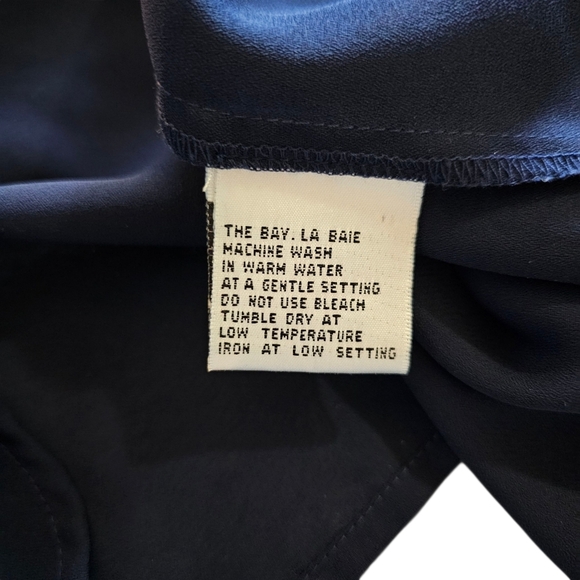 THE BAY. LA BAIE
MACHINE WASH
IN WARM WATER
AT A GENTLE SETTING
DO NOT USE BLEACH
TUMBLE DRY AT
LOW TEMPERATURE
IRON AT LOW SETTING